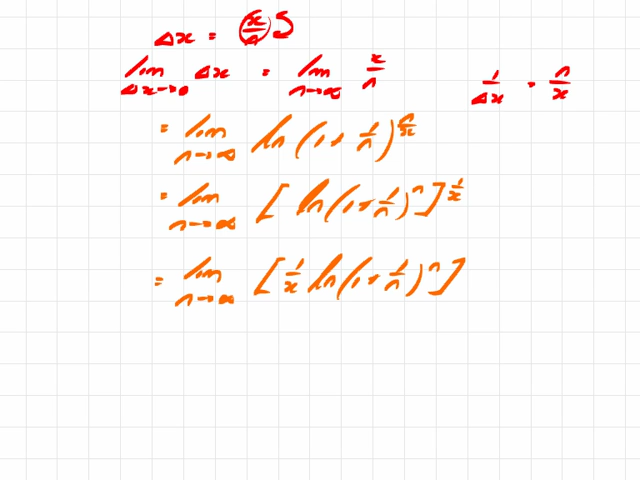 Δx = (x/n)
lim Δx→0 Δx = lim n→∞ x/n
1/Δx = n/x
= lim n→∞ ln (1 + 1/n)^(n/x)
= lim n→∞ [ ln (1 + 1/n)^n ]^(1/x)
= lim n→∞ [ 1/x ln (1 + 1/n)^n ]